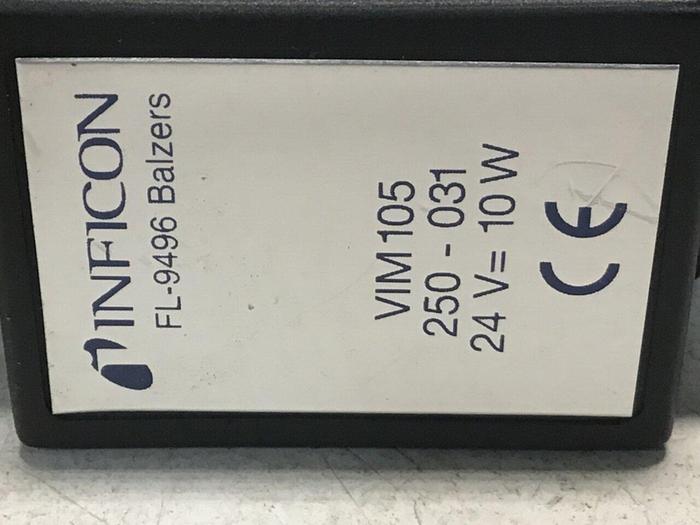 INFICON
FL-9496 Balzers
VIM 105
250 - 031
24 V= 10 W
CE